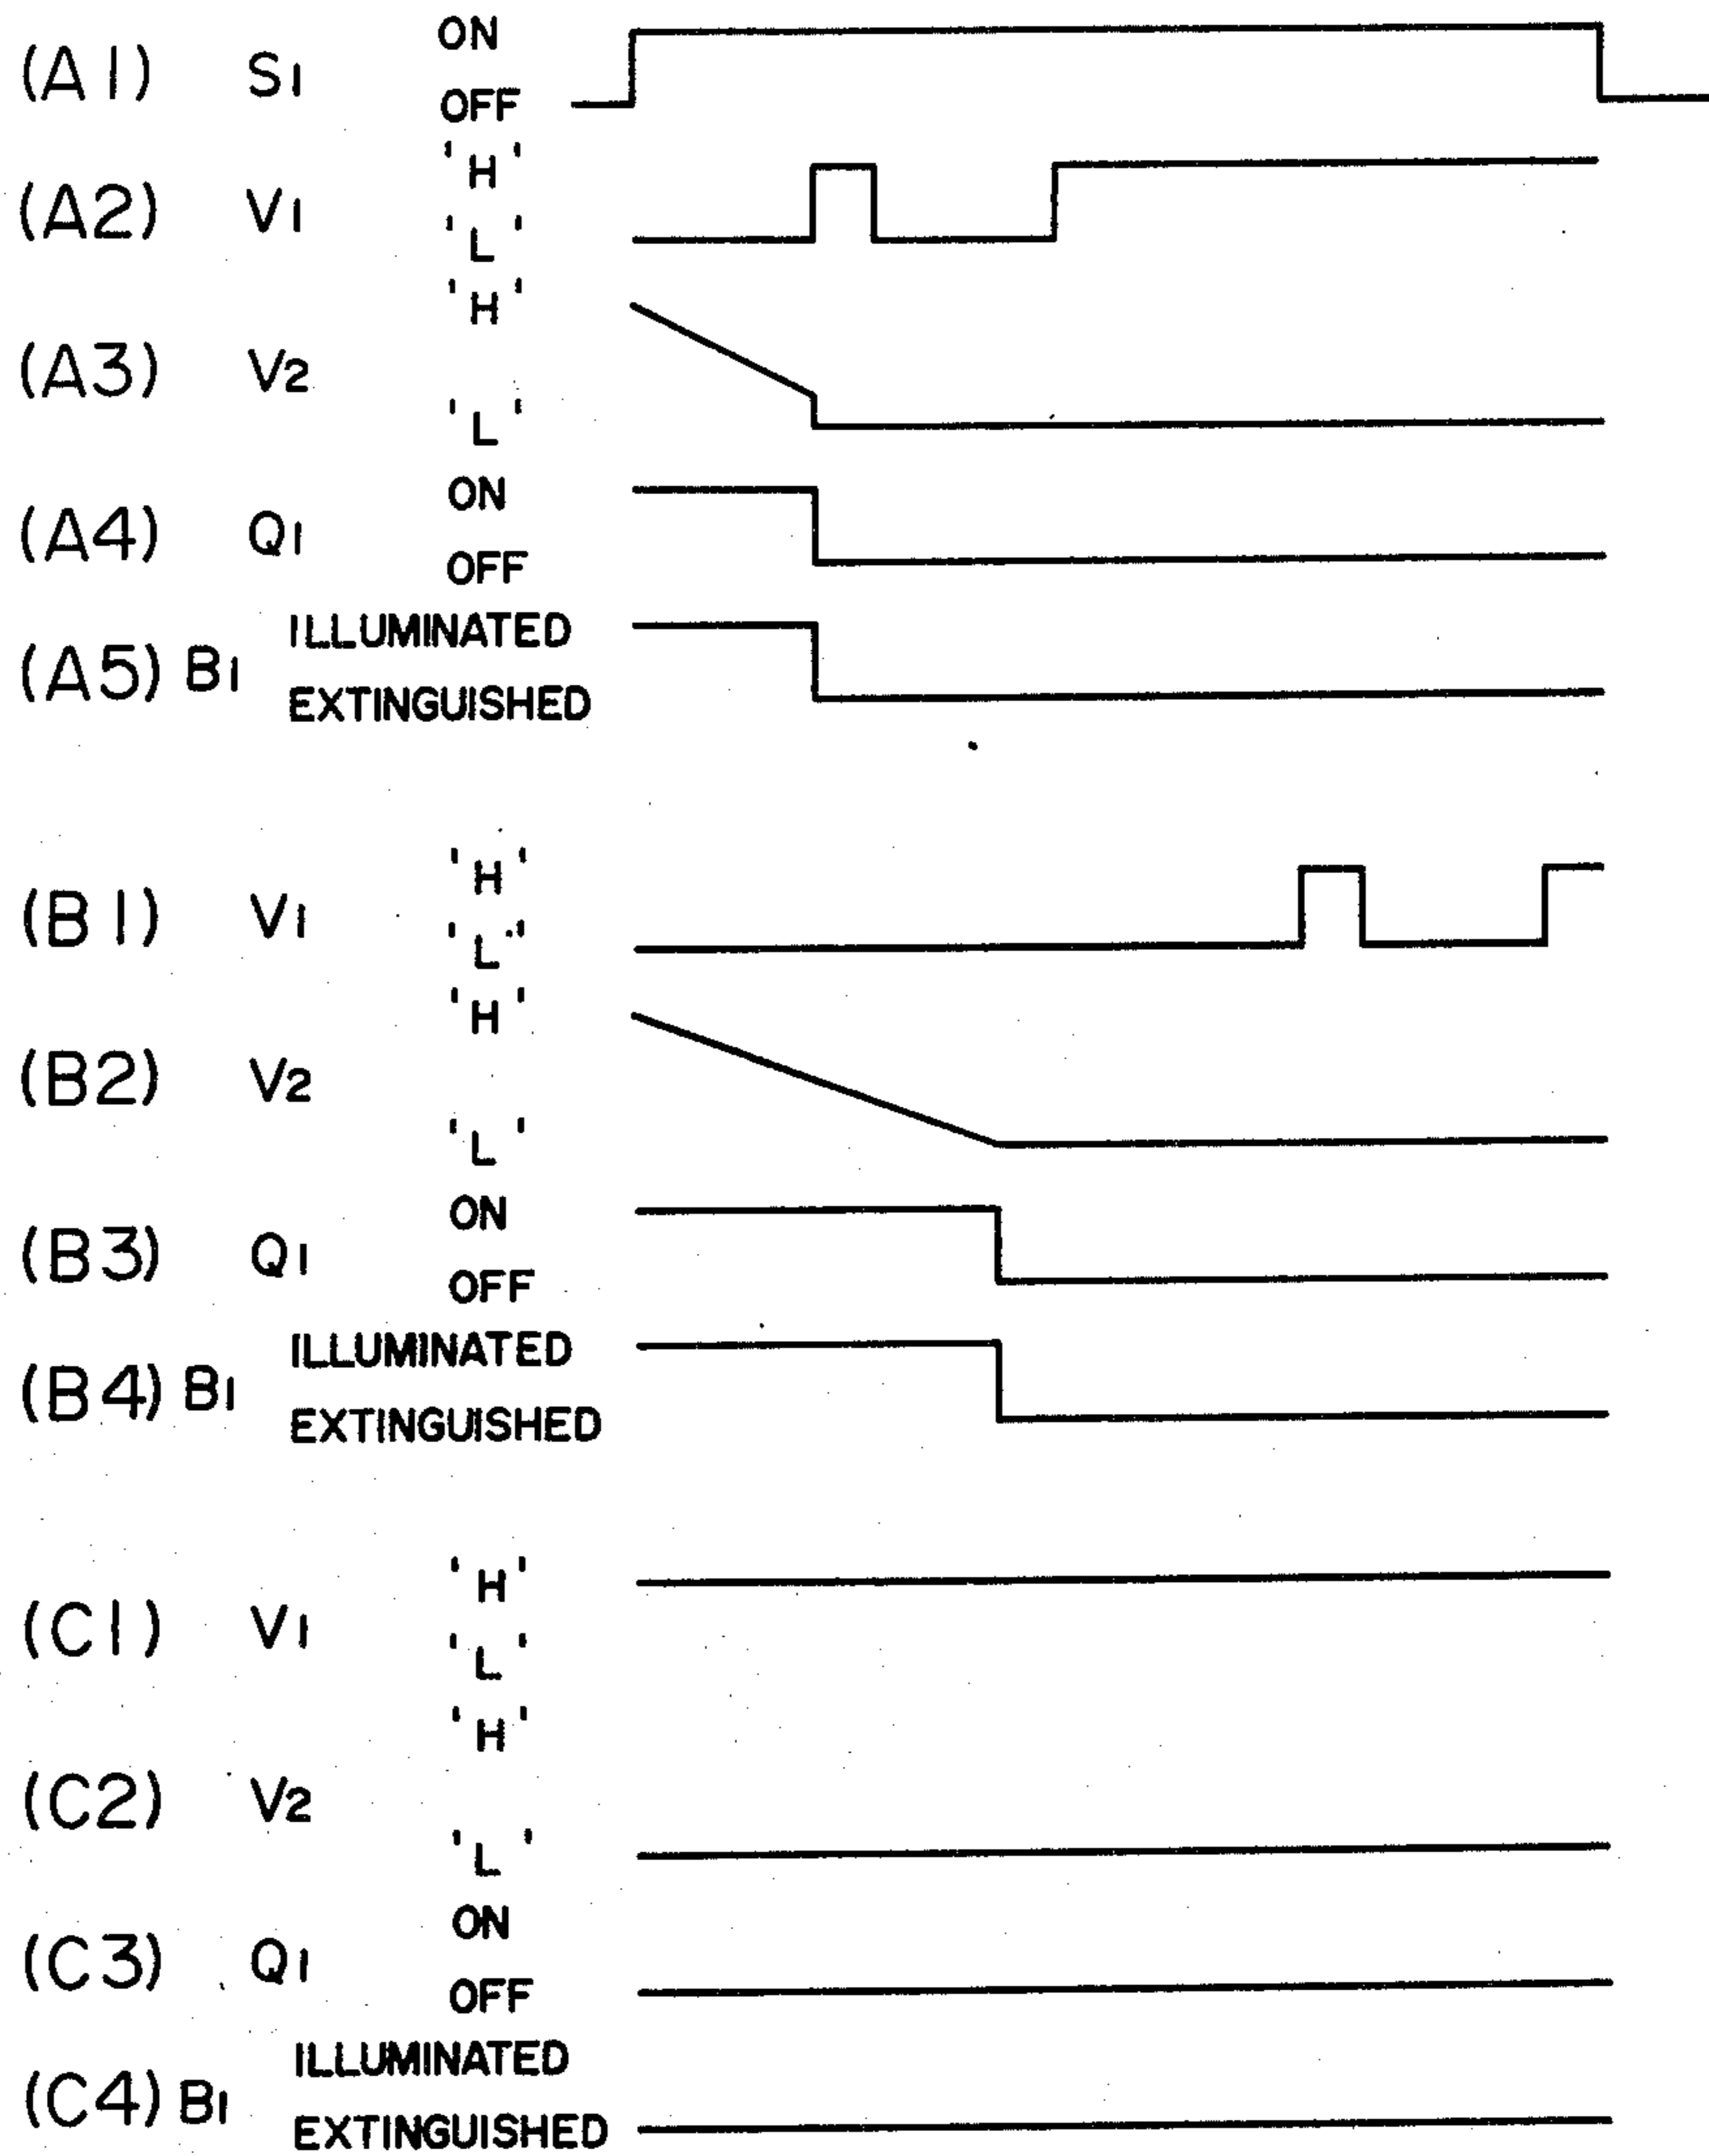 ON
(A1) S1
OFF
'H'
(A2) V1
'L'
'H'
(A3) V2
'L'
ON
(A4) Q1
OFF
ILLUMINATED
(A5) B1
EXTINGUISHED
'H'
(B1) V1
'L'
'H'
(B2) V2
'L'
ON
(B3) Q1
OFF
ILLUMINATED
(B4) B1
EXTINGUISHED
'H'
(C1) V1
'L'
'H'
(C2) V2
'L'
ON
(C3) Q1
OFF
ILLUMINATED
(C4) B1
EXTINGUISHED